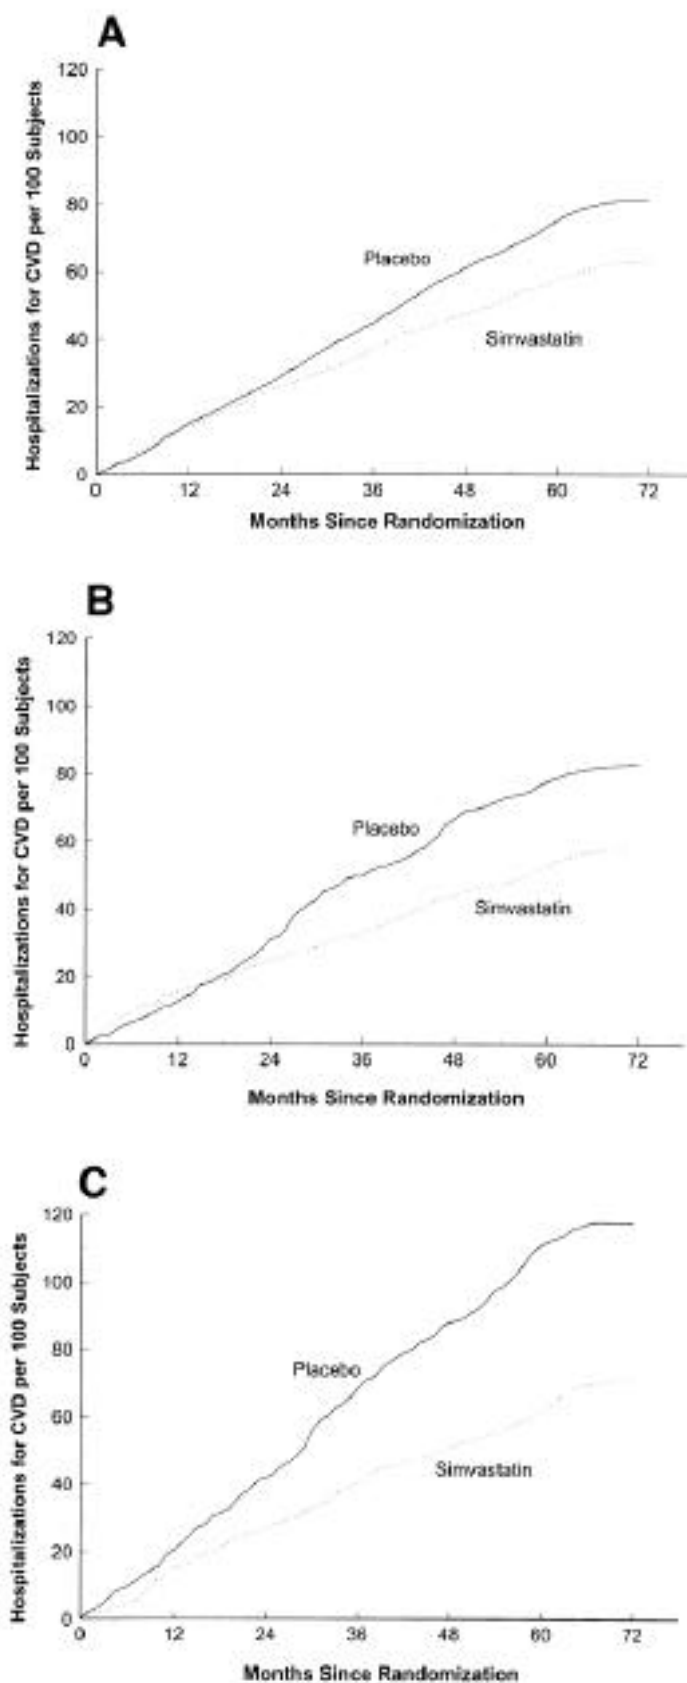 A
Hospitalizations for CVD per 100 Subjects
120
100
80
60
40
20
0
Placebo
Simvastatin
0 12 24 36 48 60 72
Months Since Randomization
B
Hospitalizations for CVD per 100 Subjects
120
100
80
60
40
20
0
Placebo
Simvastatin
0 12 24 36 48 60 72
Months Since Randomization
C
Hospitalizations for CVD per 100 Subjects
120
100
80
60
40
20
0
Placebo
Simvastatin
0 12 24 36 48 60 72
Months Since Randomization